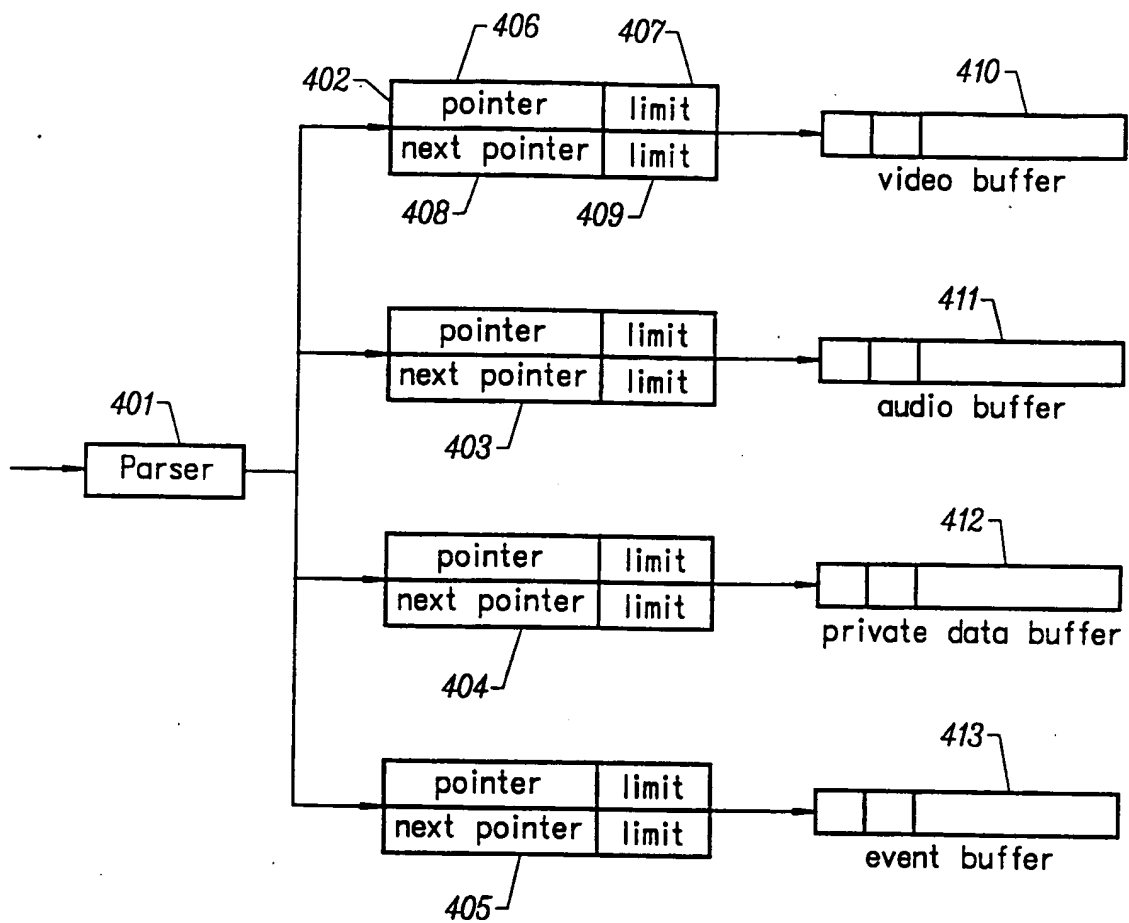 406
407
402
410
pointer limit
next pointer limit
video buffer
408
409
411
pointer limit
next pointer limit
audio buffer
401
403
Parser
412
pointer limit
next pointer limit
private data buffer
404
413
pointer limit
next pointer limit
event buffer
405